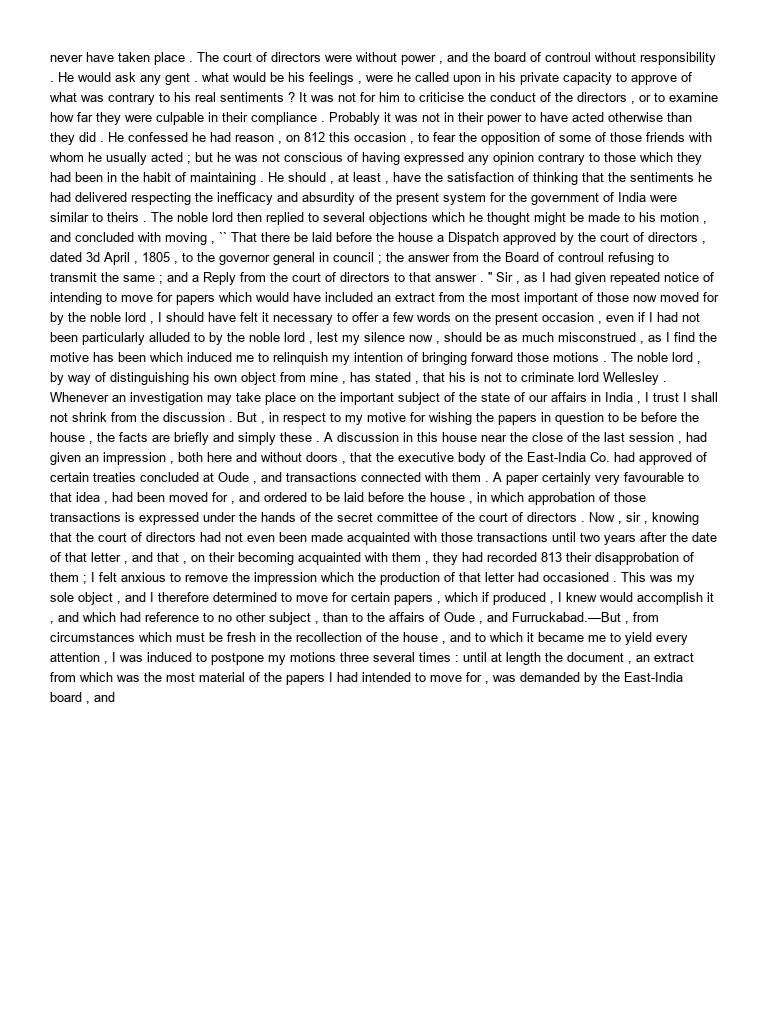 never have taken place . The court of directors were without power , and the board of controul without responsibility
. He would ask any gent . what would be his feelings , were he called upon in his private capacity to approve of
what was contrary to his real sentiments ? It was not for him to criticise the conduct of the directors , or to examine
how far they were culpable in their compliance . Probably it was not in their power to have acted otherwise than
they did . He confessed he had reason , on 812 this occasion , to fear the opposition of some of those friends with
whom he usually acted ; but he was not conscious of having expressed any opinion contrary to those which they
had been in the habit of maintaining . He should , at least , have the satisfaction of thinking that the sentiments he
had delivered respecting the inefficacy and absurdity of the present system for the government of India were
similar to theirs . The noble lord then replied to several objections which he thought might be made to his motion ,
and concluded with moving , `` That there be laid before the house a Dispatch approved by the court of directors ,
dated 3d April , 1805 , to the governor general in council ; the answer from the Board of controul refusing to
transmit the same ; and a Reply from the court of directors to that answer . " Sir , as I had given repeated notice of
intending to move for papers which would have included an extract from the most important of those now moved for
by the noble lord , I should have felt it necessary to offer a few words on the present occasion , even if I had not
been particularly alluded to by the noble lord , lest my silence now , should be as much misconstrued , as I find the
motive has been which induced me to relinquish my intention of bringing forward those motions . The noble lord ,
by way of distinguishing his own object from mine , has stated , that his is not to criminate lord Wellesley .
Whenever an investigation may take place on the important subject of the state of our affairs in India , I trust I shall
not shrink from the discussion . But , in respect to my motive for wishing the papers in question to be before the
house , the facts are briefly and simply these . A discussion in this house near the close of the last session , had
given an impression , both here and without doors , that the executive body of the East-India Co. had approved of
certain treaties concluded at Oude , and transactions connected with them . A paper certainly very favourable to
that idea , had been moved for , and ordered to be laid before the house , in which approbation of those
transactions is expressed under the hands of the secret committee of the court of directors . Now , sir , knowing
that the court of directors had not even been made acquainted with those transactions until two years after the date
of that letter , and that , on their becoming acquainted with them , they had recorded 813 their disapprobation of
them ; I felt anxious to remove the impression which the production of that letter had occasioned . This was my
sole object , and I therefore determined to move for certain papers , which if produced , I knew would accomplish it
, and which had reference to no other subject , than to the affairs of Oude , and Furruckabad.—But , from
circumstances which must be fresh in the recollection of the house , and to which it became me to yield every
attention , I was induced to postpone my motions three several times : until at length the document , an extract
from which was the most material of the papers I had intended to move for , was demanded by the East-India
board , and